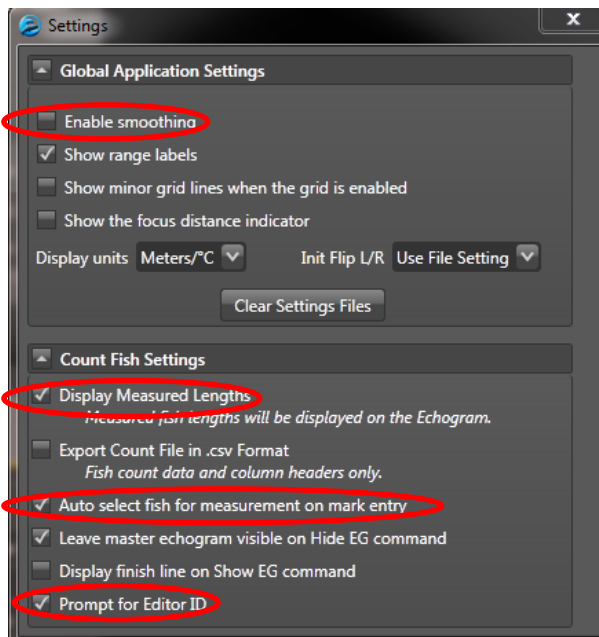 Settings
x
Global Application Settings
Enable smoothing
Show range labels
Show minor grid lines when the grid is enabled
Show the focus distance indicator
Display units Meters/°C Init Flip L/R Use File Setting
Clear Settings Files
Count Fish Settings
Display Measured Lengths
Measured fish lengths will be displayed on the Echogram.
Export Count File in .csv Format
Fish count data and column headers only.
Auto select fish for measurement on mark entry
Leave master echogram visible on Hide EG command
Display finish line on Show EG command
Prompt for Editor ID